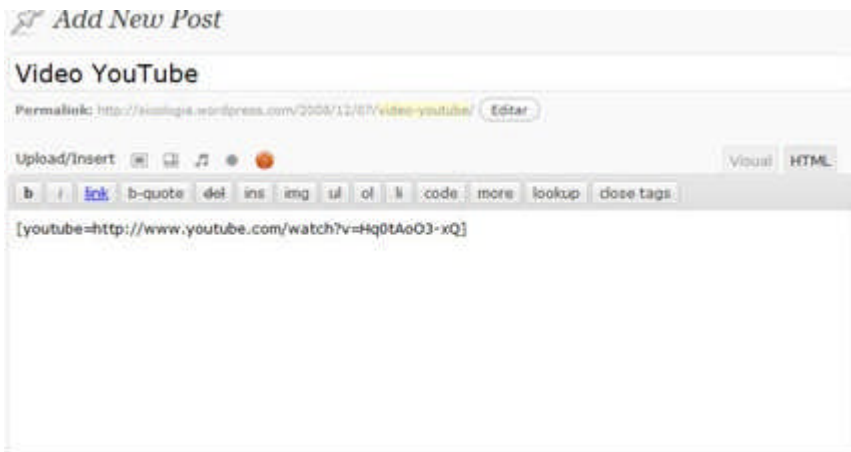 Add New Post
Video YouTube
Permalink: http://sicologia.wordpress.com/2008/12/07/video-youtube/ Editar
Upload/Insert Visual HTML
b i link b-quote del ins img ul ol li code more lookup close tags
[youtube=http://www.youtube.com/watch?v=Hq0tAoO3-xQ]